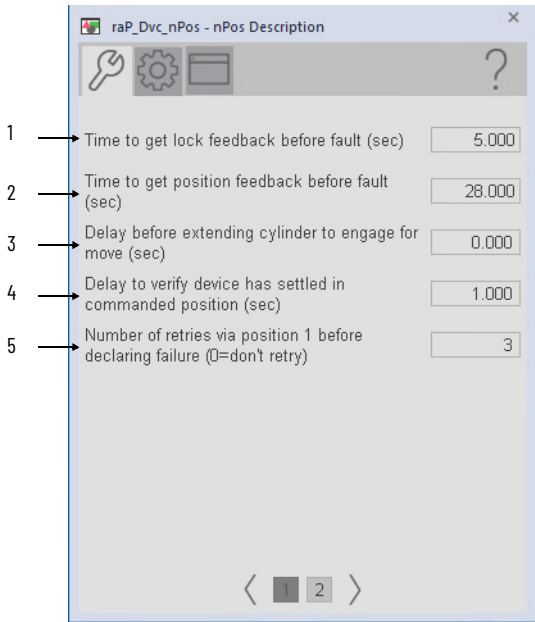 raP_Dvc_nPos - nPos Description
1
Time to get lock feedback before fault (sec)
5.000
2
Time to get position feedback before fault
(sec)
28.000
3
Delay before extending cylinder to engage for
move (sec)
0.000
4
Delay to verify device has settled in
commanded position (sec)
1.000
5
Number of retries via position 1 before
declaring failure (0=don't retry)
3
1 2